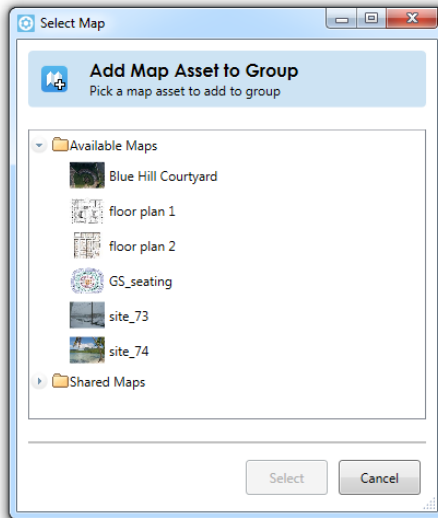 Select Map
Add Map Asset to Group
Pick a map asset to add to group
Available Maps
Blue Hill Courtyard
floor plan 1
floor plan 2
GS_seating
site_73
site_74
Shared Maps
Select
Cancel